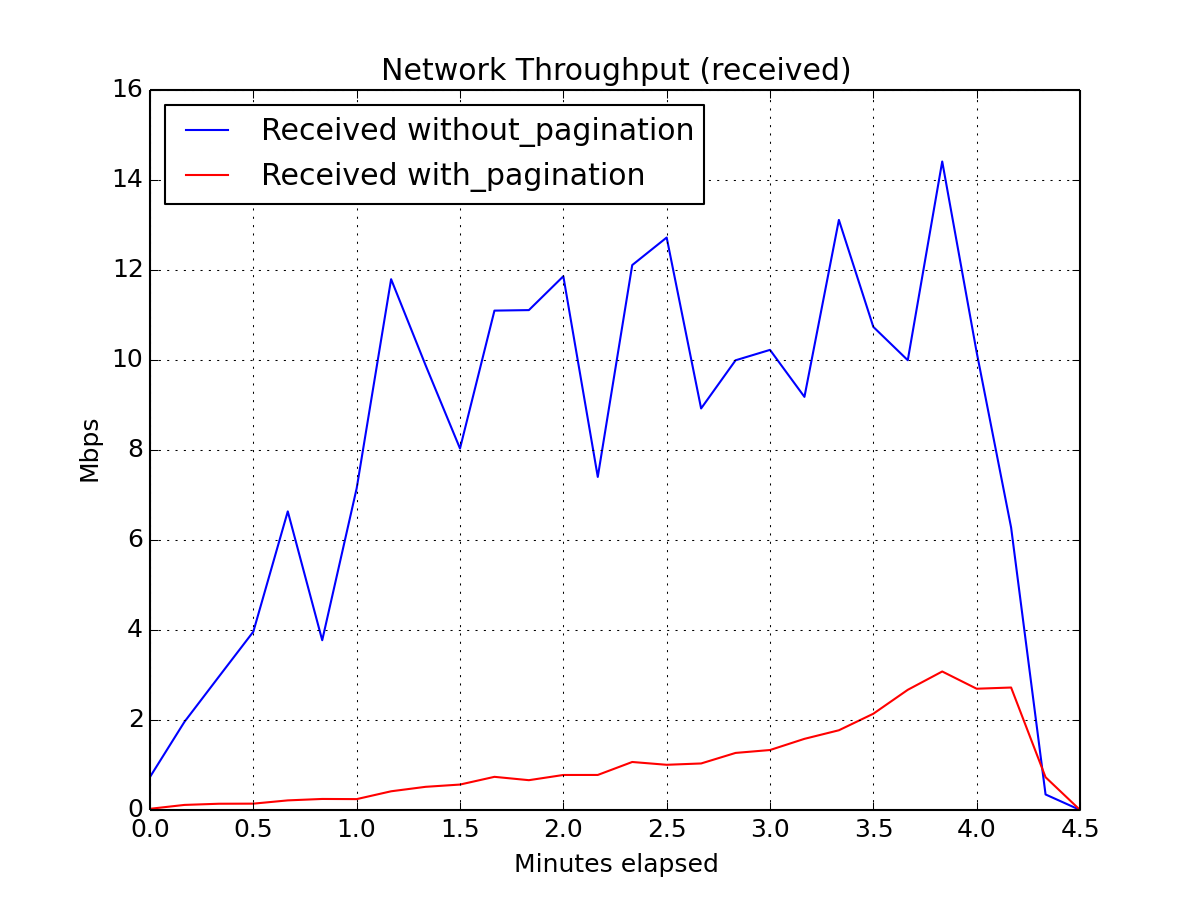 Network Throughput (received)
16
Received without_pagination
Received with_pagination
14
12
10
8
6
4
2
0
Mbps
0.0 0.5 1.0 1.5 2.0 2.5 3.0 3.5 4.0 4.5
Minutes elapsed